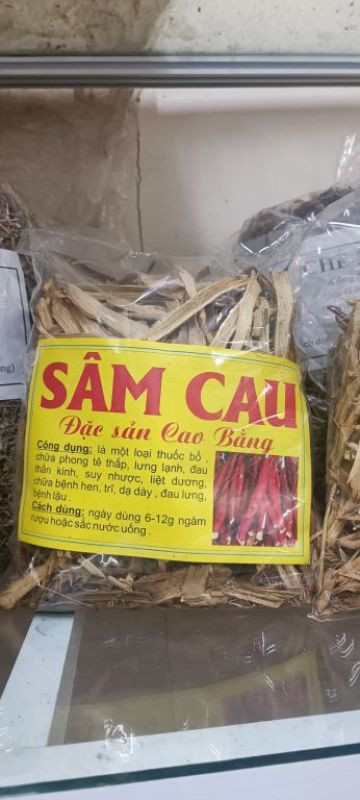 SÂM CAU
Đặc sản Cao Bằng
Công dụng: là một loại thuốc bổ ,
chữa phong tê thấp, lưng lạnh, đau
thần kinh, suy nhược, liệt dương,
chữa bệnh hen, trĩ, dạ dày , đau lưng,
bệnh lậu .
Cách dùng: ngày dùng 6-12g ngâm
rượu hoặc sắc nước uống .
CHÈ